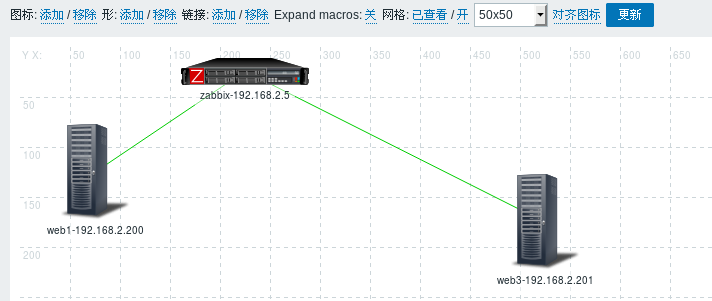 图标: 添加 / 移除 形: 添加 / 移除 链接: 添加 / 移除 Expand macros: 关 网格: 已查看 / 开 50x50 对齐图标 更新
Y X: 50 100 150 200 250 300 350 400 450 500 550 600 650
Z
zabbix-192.168.2.5
50
100
150
web1-192.168.2.200
200
web3-192.168.2.201